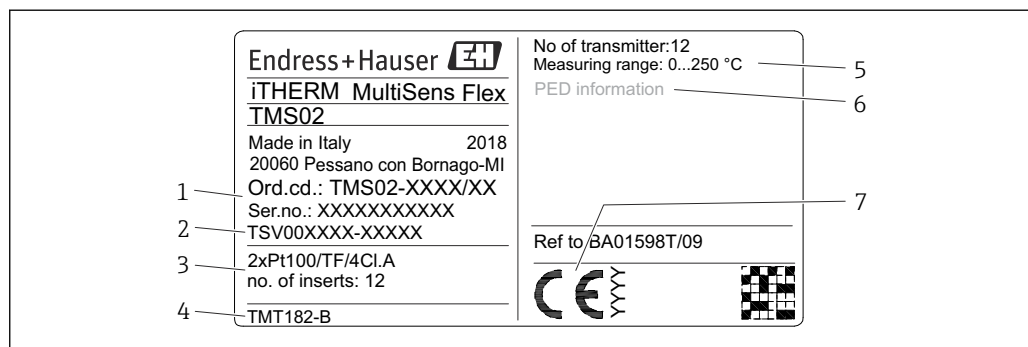 Endress+Hauser EH
iTHERM MultiSens Flex
TMS02
Made in Italy 2018
20060 Pessano con Bornago-MI
1
Ord.cd.: TMS02-XXXX/XX
Ser.no.: XXXXXXXXXXX
2
TSV00XXXX-XXXXX
3
2xPt100/TF/4Cl.A
no. of inserts: 12
4
TMT182-B
No of transmitter:12
Measuring range: 0...250 °C
5
PED information
6
7
Ref to BA01598T/09
CE
YYYY